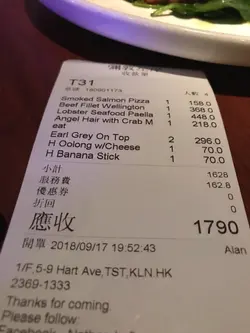 T31
Smoked Salmon Pizza 1 158.0
Beef Fillet Wellington 1 368.0
Lobster Seafood Paella 1 448.0
Angel Hair with Crab M 1 218.0
eat
Earl Grey On Top 2 296.0
H Oolong w/Cheese 1 70.0
H Banana Stick 1 70.0
小計 1628
服務費 162.8
優惠券 0
折回
應收 1790
開單 2018/09/17 19:52:43 Alan
1/F,5-9 Hart Ave,TST,KLN.HK
2369-1333
Thanks for coming
Please follow: